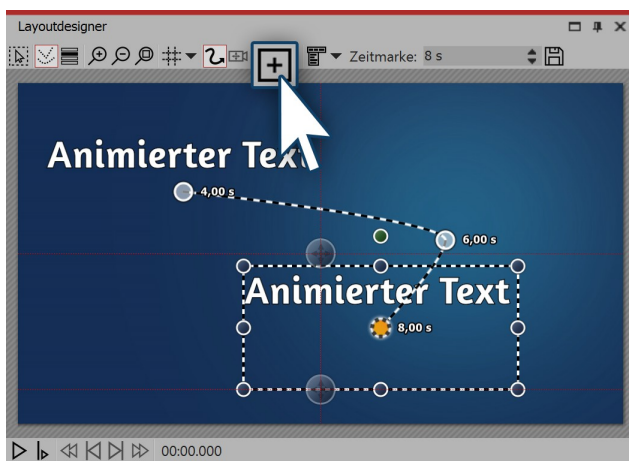 Layoutdesigner
Zeitmarke: 8 s
Animierter Text
4,00 s
6,00 s
Animierter Text
8,00 s
00:00.000